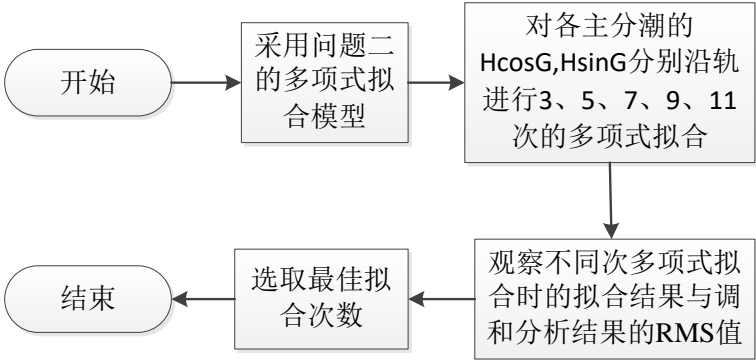 开始
采用问题二
的多项式拟
合模型
对各主分潮的
HcosG,HsinG分别沿轨
进行3、5、7、9、11
次的多项式拟合
观察不同次多项式拟
合时的拟合结果与调
和分析结果的RMS值
选取最佳拟
合次数
结束